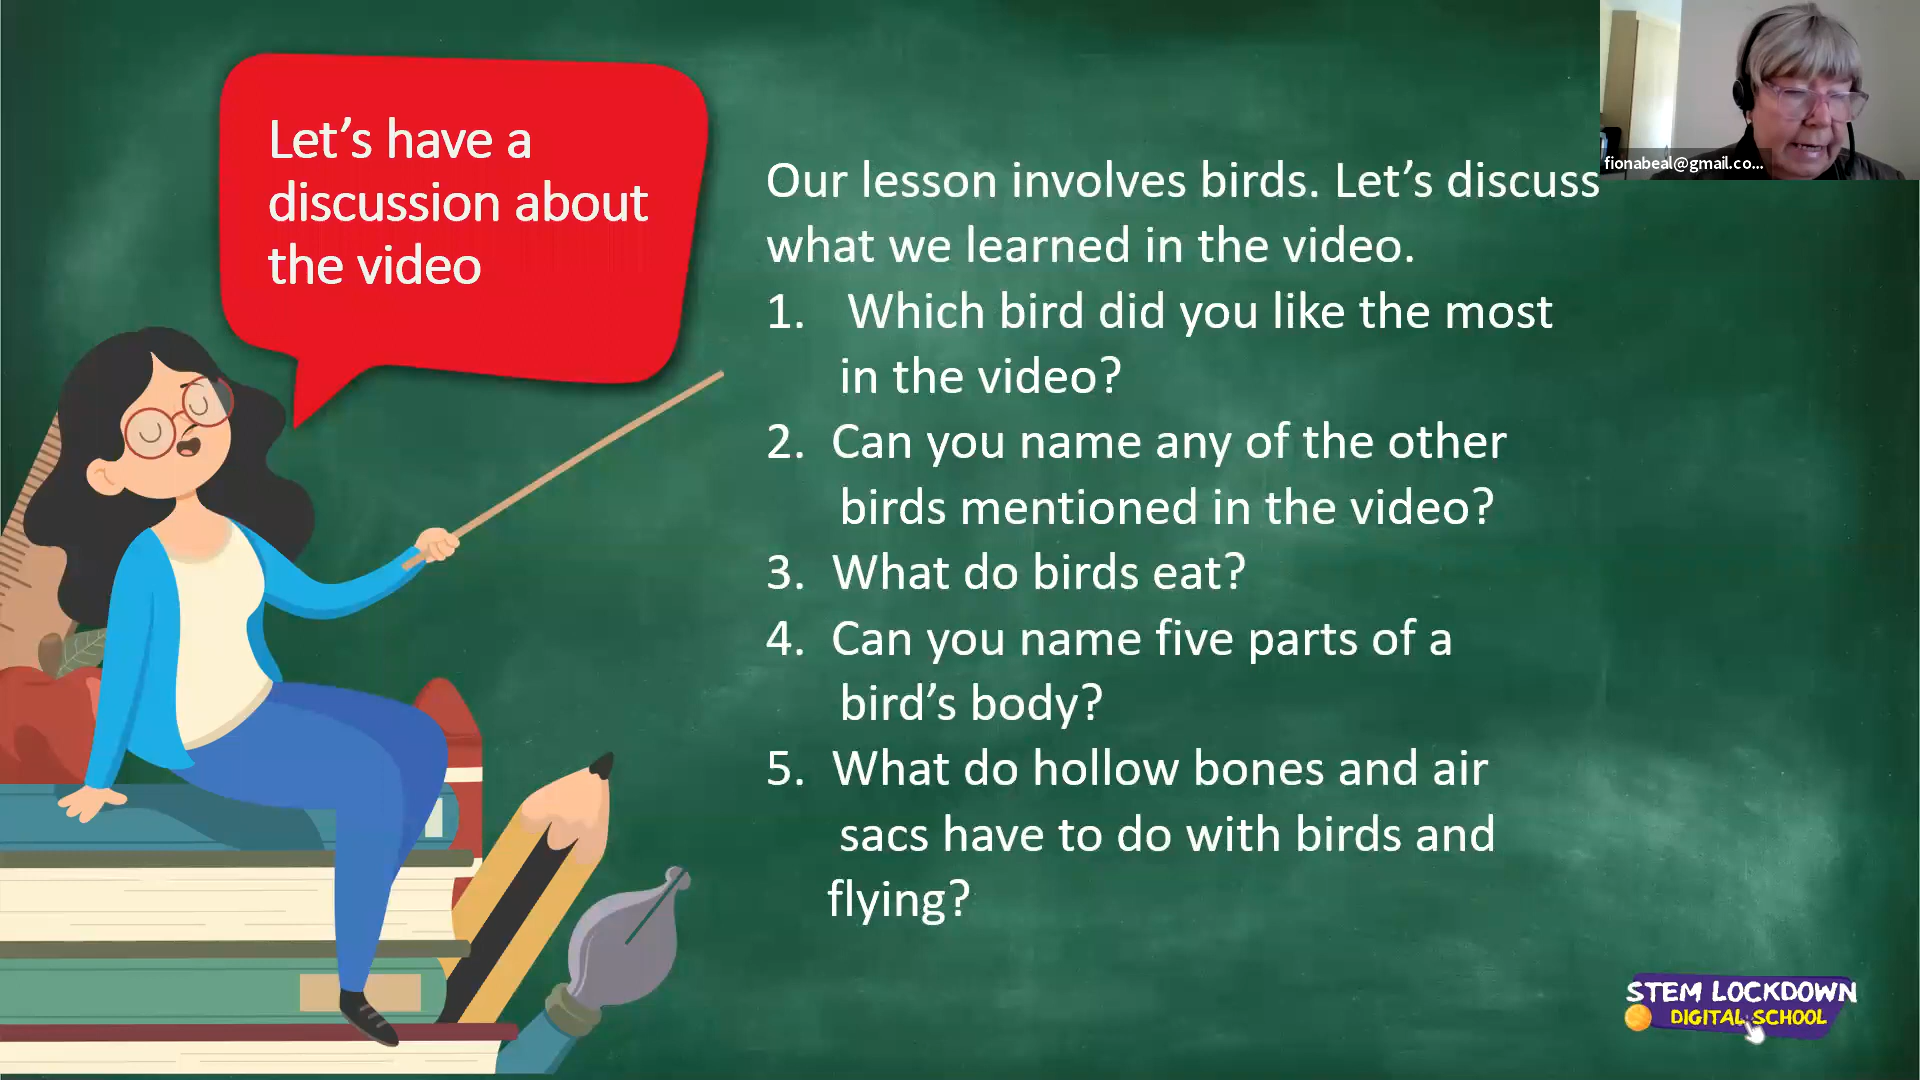 Let’s have a
discussion about
the video
fionabeal@gmail.co...
Our lesson involves birds. Let’s discuss
what we learned in the video.
1. Which bird did you like the most
in the video?
2. Can you name any of the other
birds mentioned in the video?
3. What do birds eat?
4. Can you name five parts of a
bird’s body?
5. What do hollow bones and air
sacs have to do with birds and
flying?
STEM LOCKDOWN
DIGITAL SCHOOL